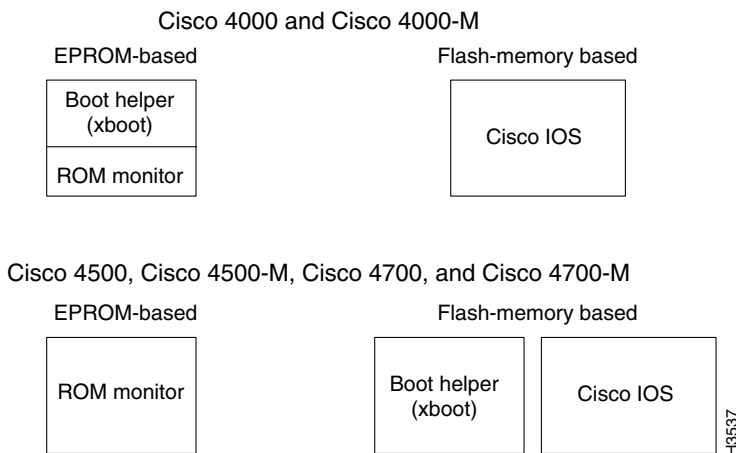 Cisco 4000 and Cisco 4000-M
EPROM-based
Flash-memory based
Boot helper
(xboot)
ROM monitor
Cisco IOS
Cisco 4500, Cisco 4500-M, Cisco 4700, and Cisco 4700-M
EPROM-based
Flash-memory based
ROM monitor
Boot helper
(xboot)
Cisco IOS
H3537